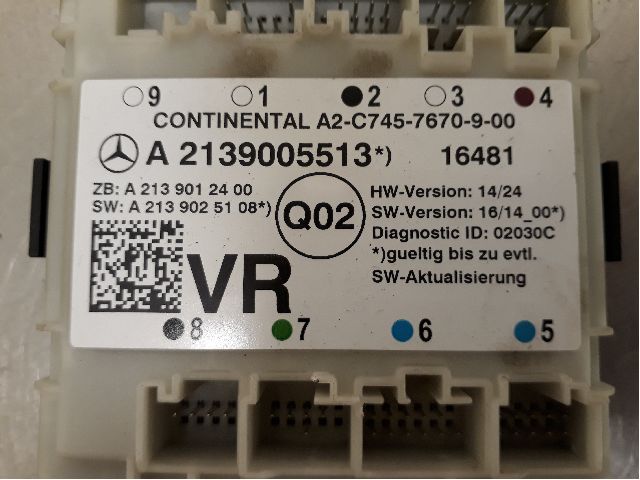 9 1 2 3 4
CONTINENTAL A2-C745-7670-9-00
A 2139005513*) 16481
ZB: A 213 901 24 00
SW: A 213 902 51 08*)
Q02
HW-Version: 14/24
SW-Version: 16/14_00*)
Diagnostic ID: 02030C
*)gueltig bis zu evtl.
SW-Aktualisierung
VR
8 7 6 5